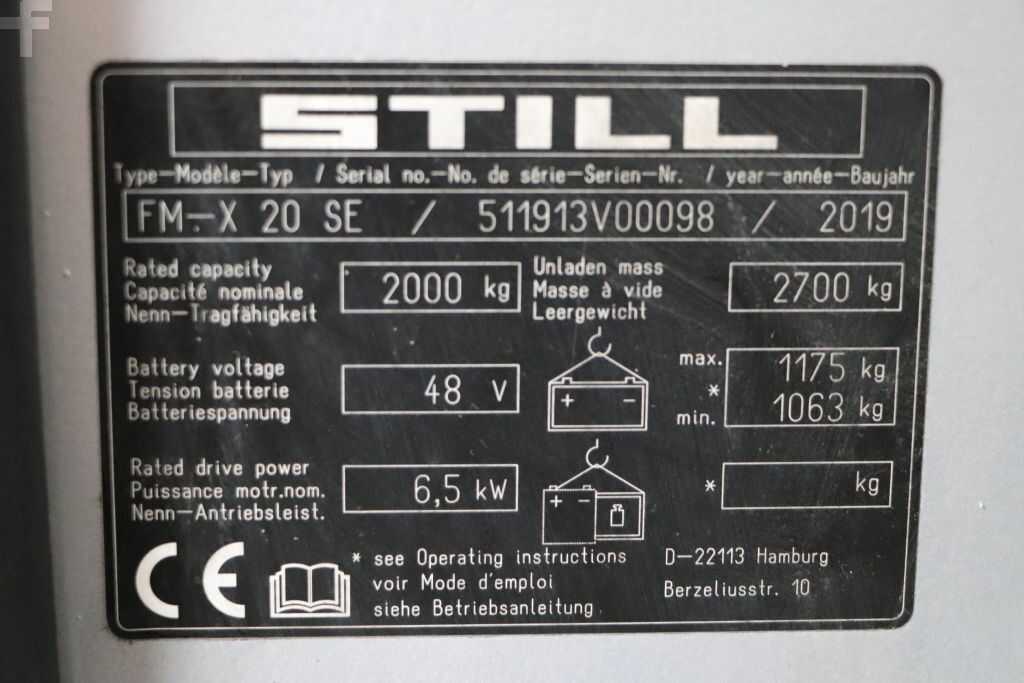 f
STILL
Type-Modèle-Typ / Serial no.-No. de série-Serien-Nr. / year-année-Baujahr
FM-X 20 SE / 511913V00098 / 2019
Rated capacity
Capacité nominale
Nenn-Tragfähigkeit
2000 kg
Unladen mass
Masse à vide
Leergewicht
2700 kg
Battery voltage
Tension batterie
Batteriespannung
48 V
+ -
max.
*
min.
1175 kg
1063 kg
Rated drive power
Puissance motr.nom.
Nenn-Antriebsleist.
6,5 kW
+ -
* kg
CE
* see Operating instructions
voir Mode d'emploi
siehe Betriebsanleitung
D-22113 Hamburg
Berzeliusstr. 10